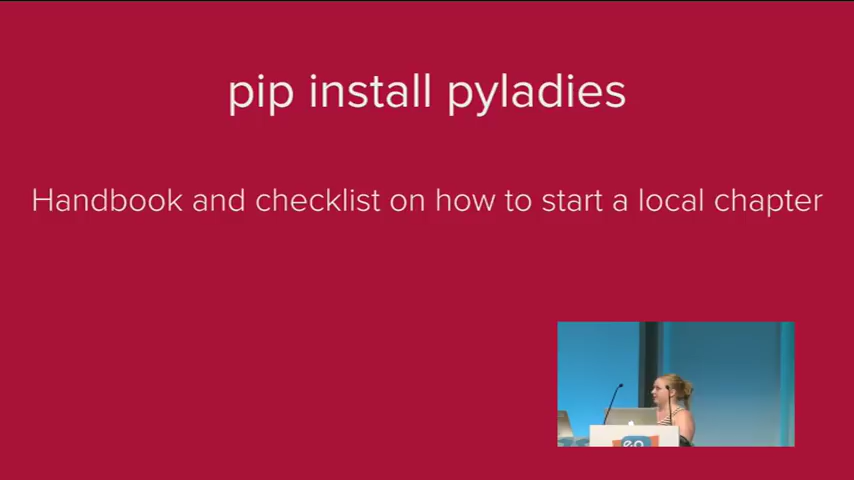 pip install pyladies
Handbook and checklist on how to start a local chapter